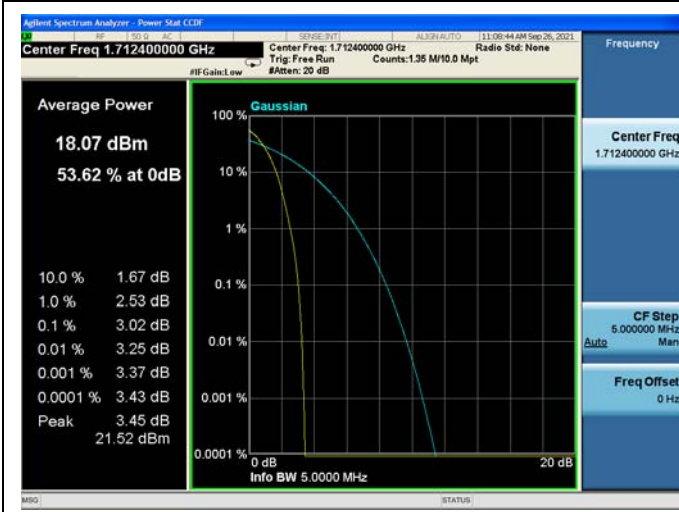 Agilent Spectrum Analyzer - Power Stat CCDF
RF 50 Ω AC SENSE:INT ALIGN AUTO 11:08:44 AM Sep 26, 2021
Center Freq 1.712400000 GHz
Center Freq: 1.712400000 GHz Radio Std: None
Trig: Free Run Counts:1.35 M/10.0 Mpt
#IFGain:Low #Atten: 20 dB
Frequency
Average Power
18.07 dBm
53.62 % at 0dB
10.0 % 1.67 dB
1.0 % 2.53 dB
0.1 % 3.02 dB
0.01 % 3.25 dB
0.001 % 3.37 dB
0.0001 % 3.43 dB
Peak 3.45 dB
21.52 dBm
Gaussian
100 %
10 %
1 %
0.1 %
0.01 %
0.001 %
0.0001 %
0 dB 20 dB
Info BW 5.0000 MHz
Center Freq
1.712400000 GHz
CF Step
5.000000 MHz
Auto Man
Freq Offset
0 Hz
MSG STATUS